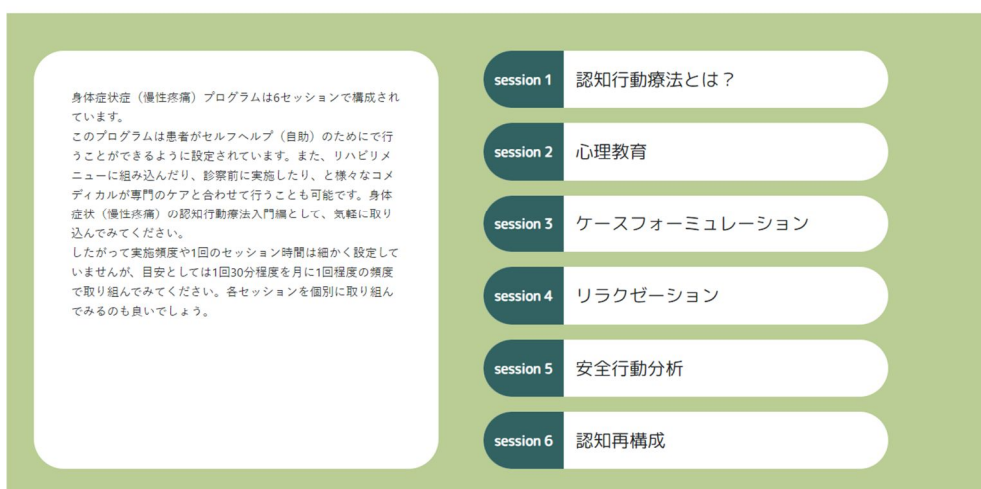 身体症状症（慢性疼痛）プログラムは6セッションで構成され
ています。
このプログラムは患者がセルフヘルプ（自助）のためにで行
うことができるように設定されています。また、リハビリメ
ニューに組み込んだり、診察前に実施したり、と様々なコメ
ディカルが専門のケアと合わせて行うことも可能です。身体
症状（慢性疼痛）の認知行動療法入門編として、気軽に取り
込んでみてください。
したがって実施頻度や1回のセッション時間は細かく設定して
いませんが、目安としては1回30分程度を月に1回程度の頻度
で取り組んでみてください。各セッションを個別に取り組ん
でみるのも良いでしょう。
session 1 認知行動療法とは？
session 2 心理教育
session 3 ケースフォーミュレーション
session 4 リラクゼーション
session 5 安全行動分析
session 6 認知再構成